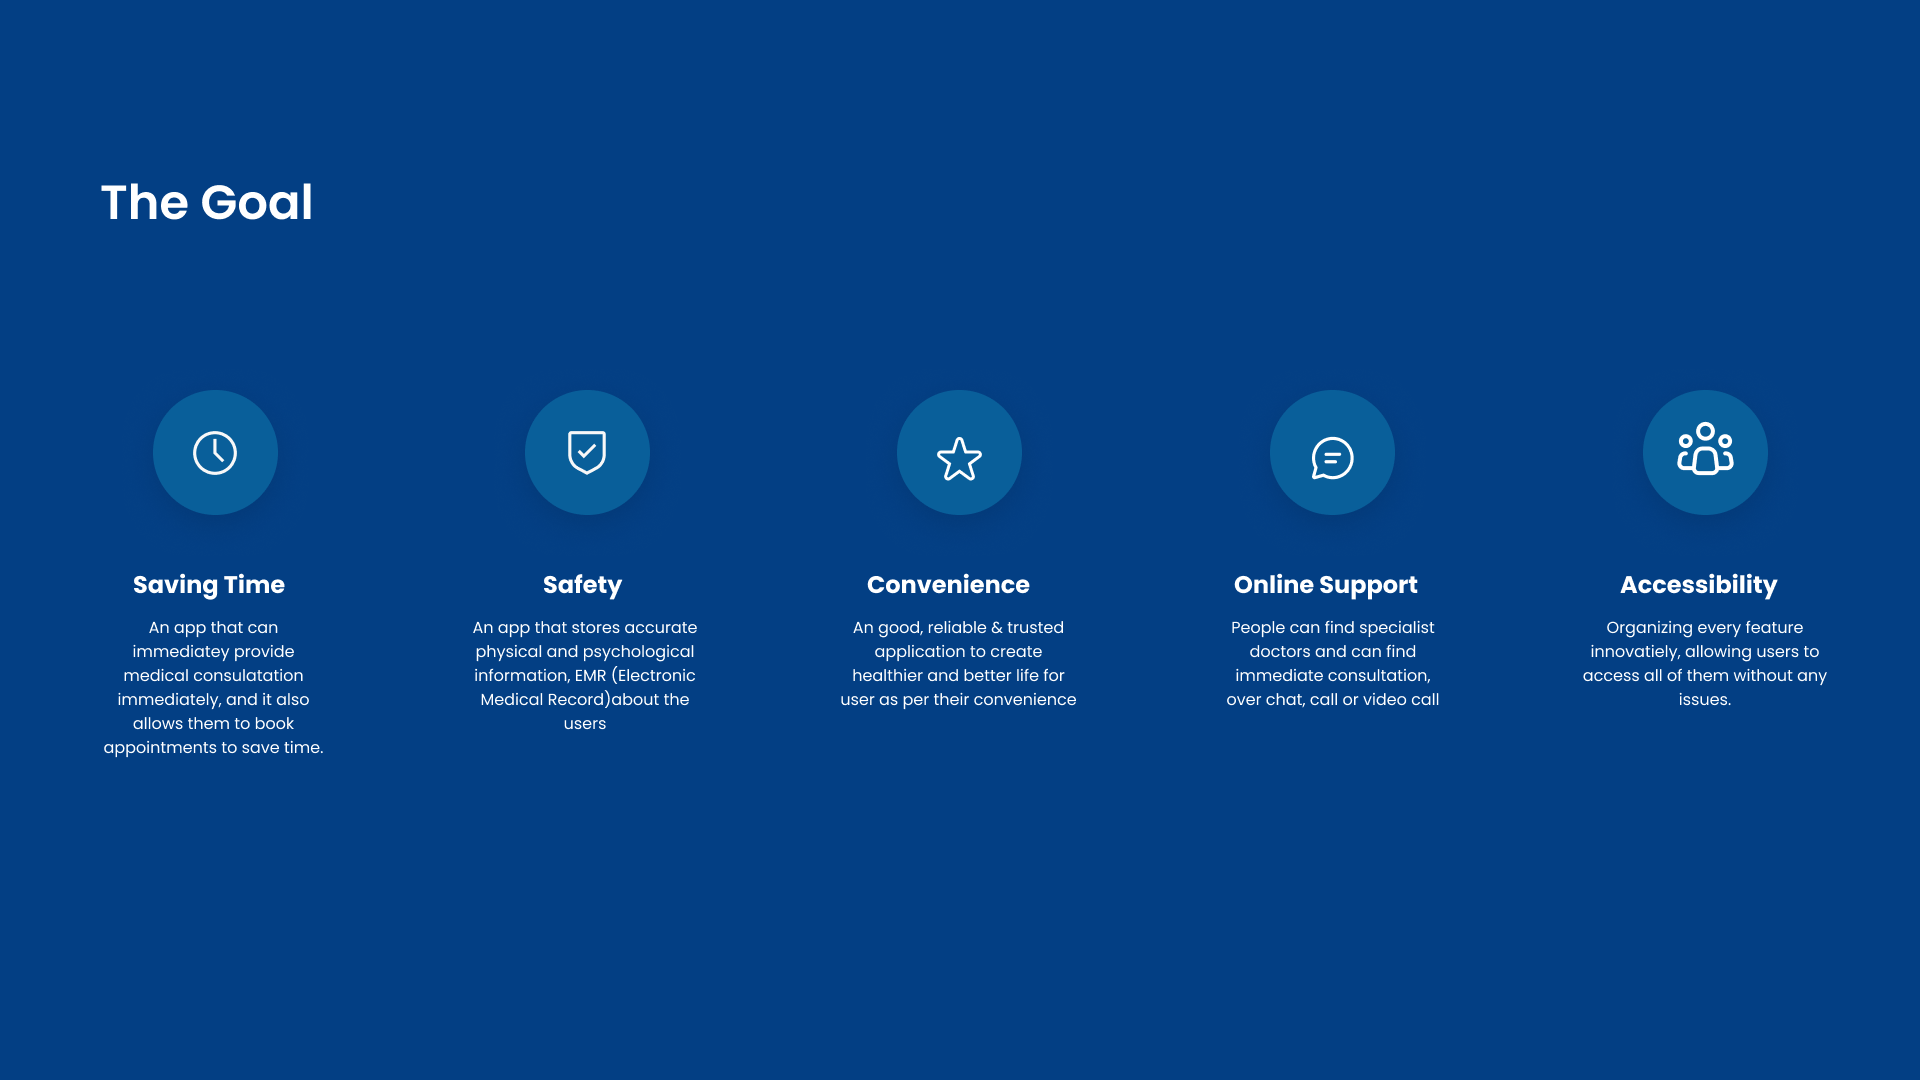 The Goal
Saving Time
An app that can
immediatey provide
medical consulatation
immediately, and it also
allows them to book
appointments to save time.
Safety
An app that stores accurate
physical and psychological
information, EMR (Electronic
Medical Record)about the
users
Convenience
An good, reliable & trusted
application to create
healthier and better life for
user as per their convenience
Online Support
People can find specialist
doctors and can find
immediate consultation,
over chat, call or video call
Accessibility
Organizing every feature
innovatiely, allowing users to
access all of them without any
issues.